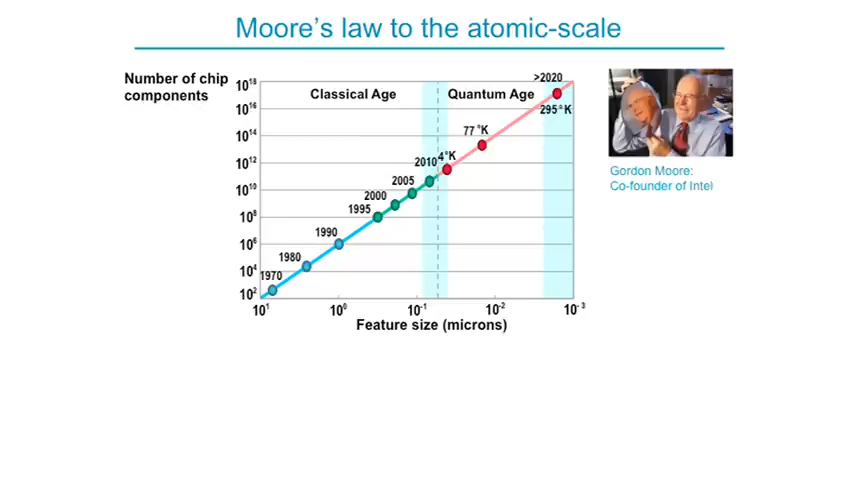 Moore's law to the atomic-scale
Number of chip
components
10¹⁸
10¹⁶
10¹⁴
10¹²
10¹⁰
10⁸
10⁶
10⁴
10²
Classical Age
Quantum Age
>2020
295°K
77°K
4°K
2010
2005
2000
1995
1990
1980
1970
10¹
10⁰
10⁻¹
10⁻²
10⁻³
Feature size (microns)
Gordon Moore:
Co-founder of Intel